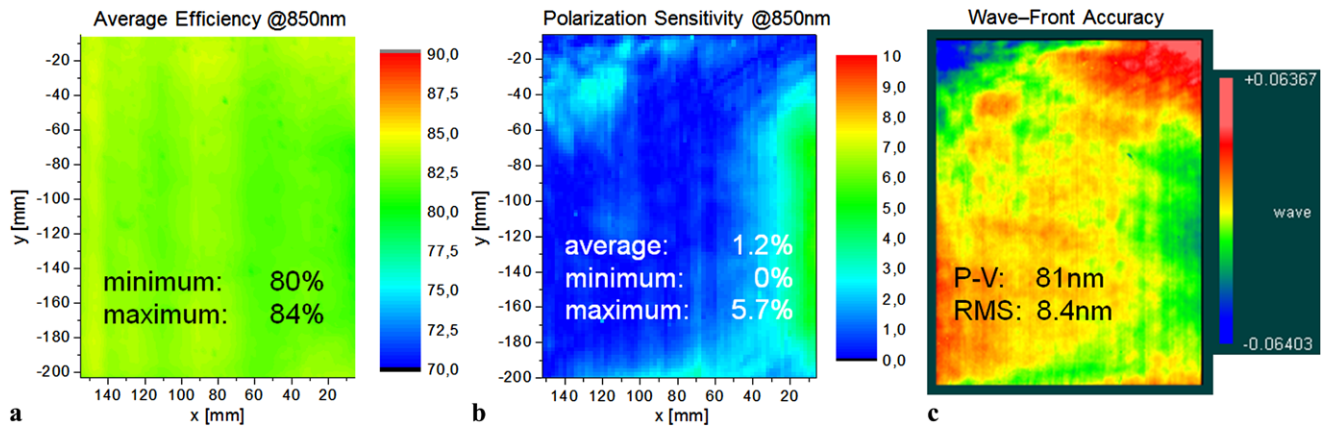 Average Efficiency @850nm
-20
-40
-60
-80
-100
-120
-140
-160
-180
-200
y [mm]
140 120 100 80 60 40 20
x [mm]
minimum: 80%
maximum: 84%
90,0
87,5
85,0
82,5
80,0
77,5
75,0
72,5
70,0
a
Polarization Sensitivity @850nm
-20
-40
-60
-80
-100
-120
-140
-160
-180
-200
y [mm]
140 120 100 80 60 40 20
x [mm]
average: 1.2%
minimum: 0%
maximum: 5.7%
10
9,0
8,0
7,0
6,0
5,0
4,0
3,0
2,0
1,0
0,0
b
Wave–Front Accuracy
P-V: 81nm
RMS: 8.4nm
+0.06367
wave
-0.06403
c